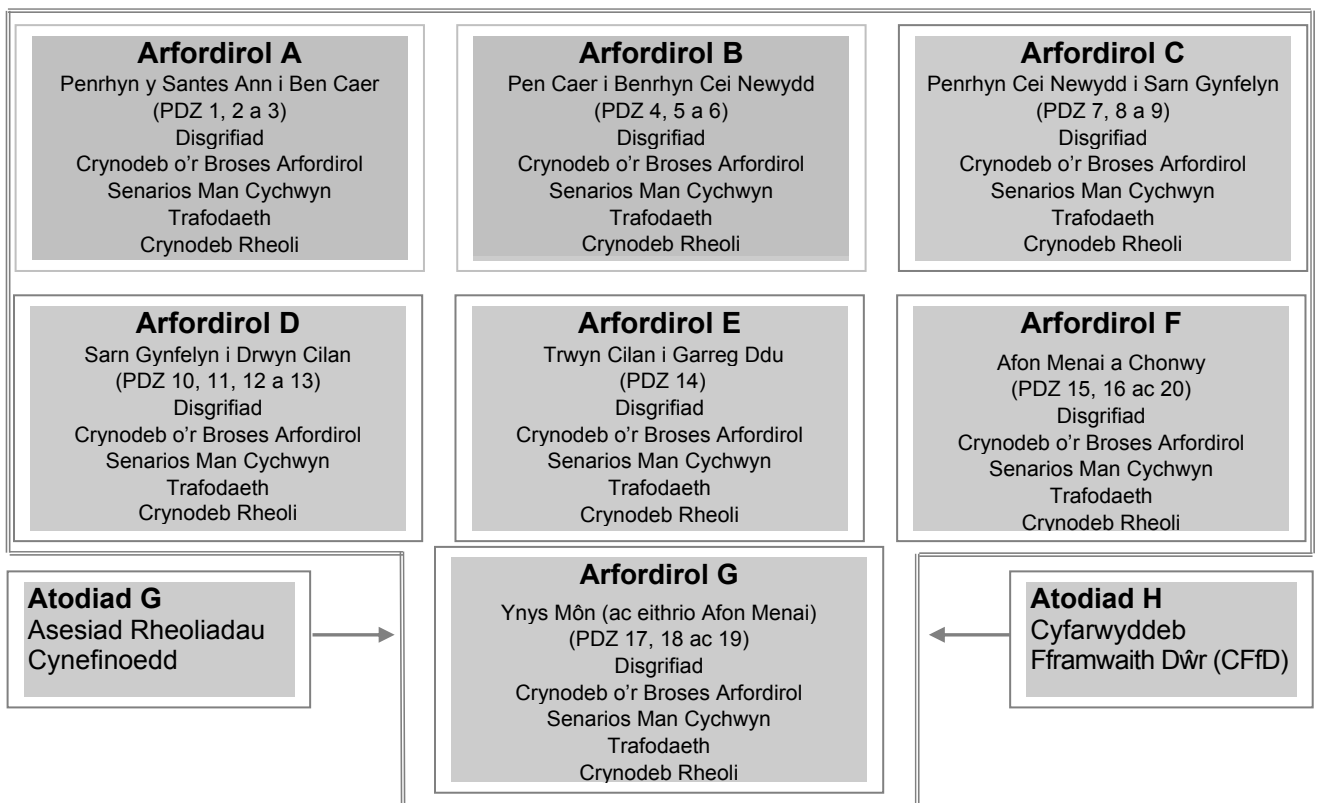 Arfordirol A
Penrhyn y Santes Ann i Ben Caer
(PDZ 1, 2 a 3)
Disgrifiad
Crynodeb o'r Broses Arfordirol
Senarios Man Cychwyn
Trafodaeth
Crynodeb Rheoli
Arfordirol B
Pen Caer i Benrhyn Cei Newydd
(PDZ 4, 5 a 6)
Disgrifiad
Crynodeb o'r Broses Arfordirol
Senarios Man Cychwyn
Trafodaeth
Crynodeb Rheoli
Arfordirol C
Penrhyn Cei Newydd i Sarn Gynfelyn
(PDZ 7, 8 a 9)
Disgrifiad
Crynodeb o'r Broses Arfordirol
Senarios Man Cychwyn
Trafodaeth
Crynodeb Rheoli
Arfordirol D
Sarn Gynfelyn i Drwyn Cilan
(PDZ 10, 11, 12 a 13)
Disgrifiad
Crynodeb o'r Broses Arfordirol
Senarios Man Cychwyn
Trafodaeth
Crynodeb Rheoli
Arfordirol E
Trwyn Cilan i Garreg Ddu
(PDZ 14)
Disgrifiad
Crynodeb o'r Broses Arfordirol
Senarios Man Cychwyn
Trafodaeth
Crynodeb Rheoli
Arfordirol F
Afon Menai a Chonwy
(PDZ 15, 16 ac 20)
Disgrifiad
Crynodeb o'r Broses Arfordirol
Senarios Man Cychwyn
Trafodaeth
Crynodeb Rheoli
Atodiad G
Asesiad Rheoliadau
Cynefinoedd
Arfordirol G
Ynys Môn (ac eithrio Afon Menai)
(PDZ 17, 18 ac 19)
Disgrifiad
Crynodeb o'r Broses Arfordirol
Senarios Man Cychwyn
Trafodaeth
Crynodeb Rheoli
Atodiad H
Cyfarwyddeb
Fframwaith Dŵr (CFfD)